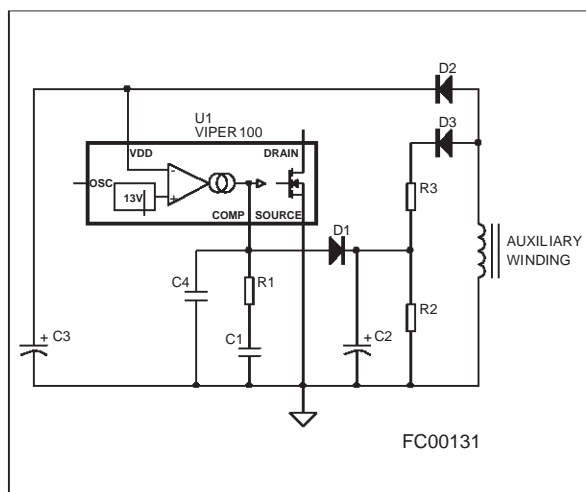 D2
U1
VIPER 100
D3
VDD
DRAIN
OSC
-
13V
+
COMP SOURCE
R3
D1
AUXILIARY
WINDING
C4
R1
R2
+ C3
C1
C2 +
FC00131